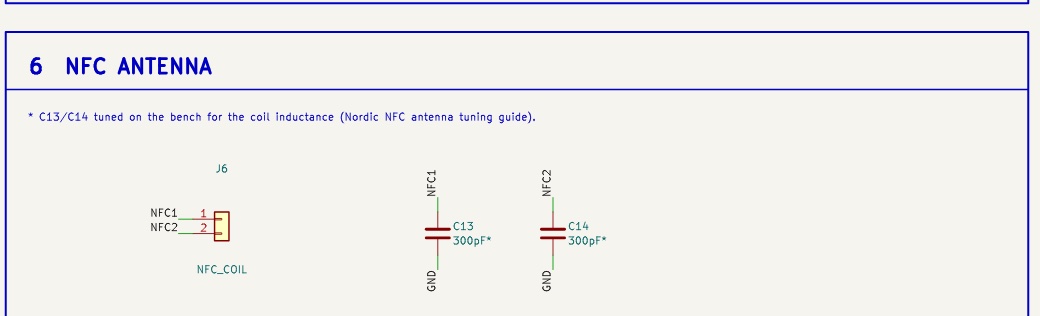 6 NFC ANTENNA
* C13/C14 tuned on the bench for the coil inductance (Nordic NFC antenna tuning guide).
J6
NFC1 1
NFC2 2
NFC_COIL
NFC1
C13
300pF*
GND
NFC2
C14
300pF*
GND